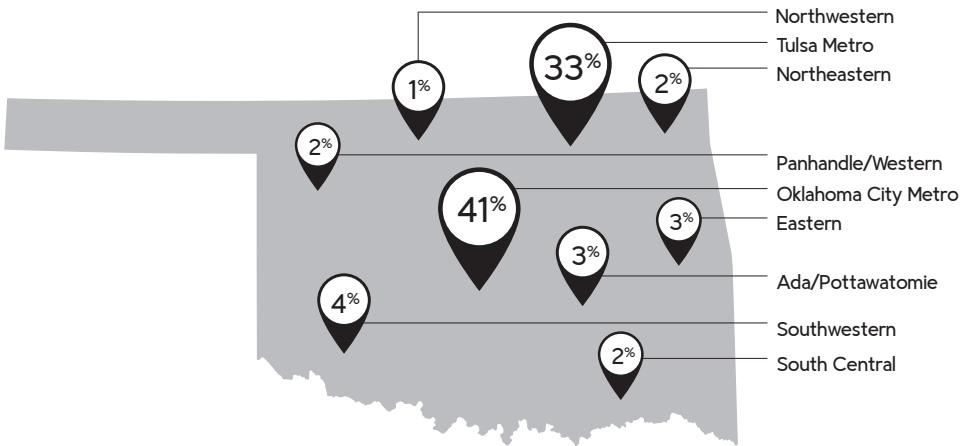 Northwestern
Tulsa Metro
33%
Northeastern
1%
2%
2%
Panhandle/Western
Oklahoma City Metro
41%
3%
Eastern
3%
Ada/Pottawatomie
4%
Southwestern
2%
South Central